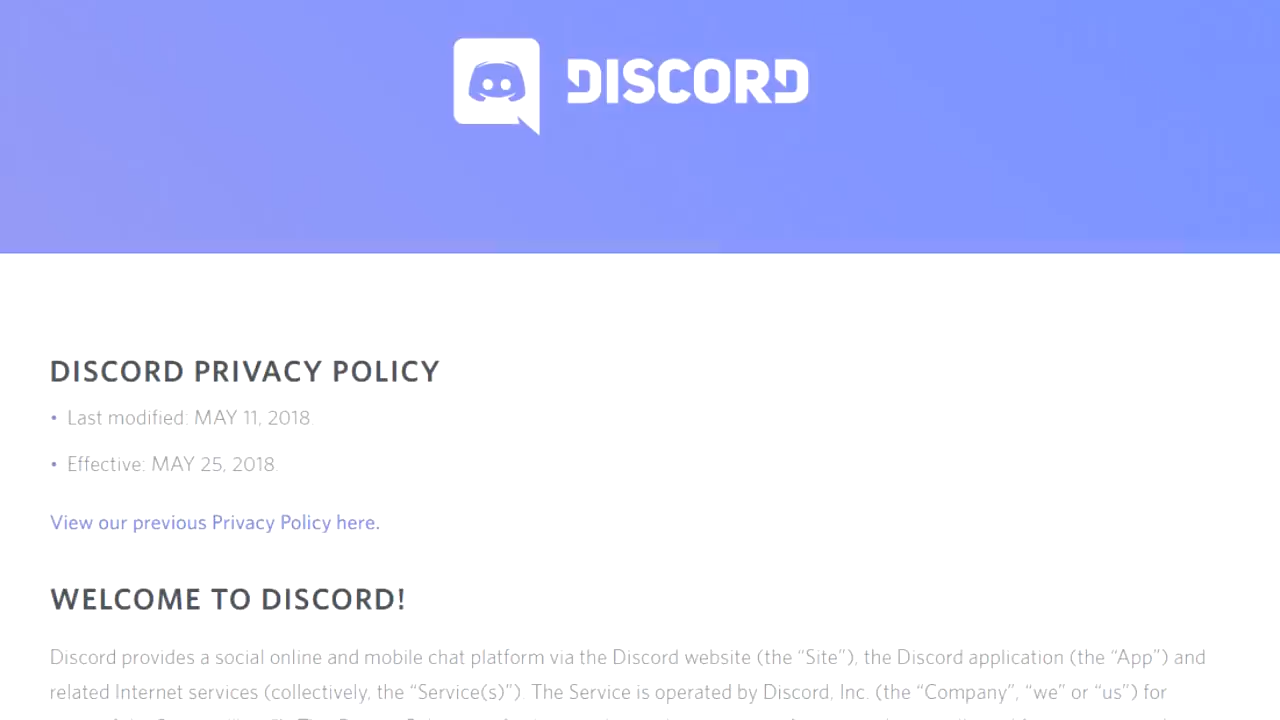 DISCORD
DISCORD PRIVACY POLICY
• Last modified: MAY 11, 2018.
• Effective: MAY 25, 2018.
View our previous Privacy Policy here.
WELCOME TO DISCORD!
Discord provides a social online and mobile chat platform via the Discord website (the “Site”), the Discord application (the “App”) and
related Internet services (collectively, the “Service(s)”). The Service is operated by Discord, Inc. (the “Company”, “we” or “us”) for